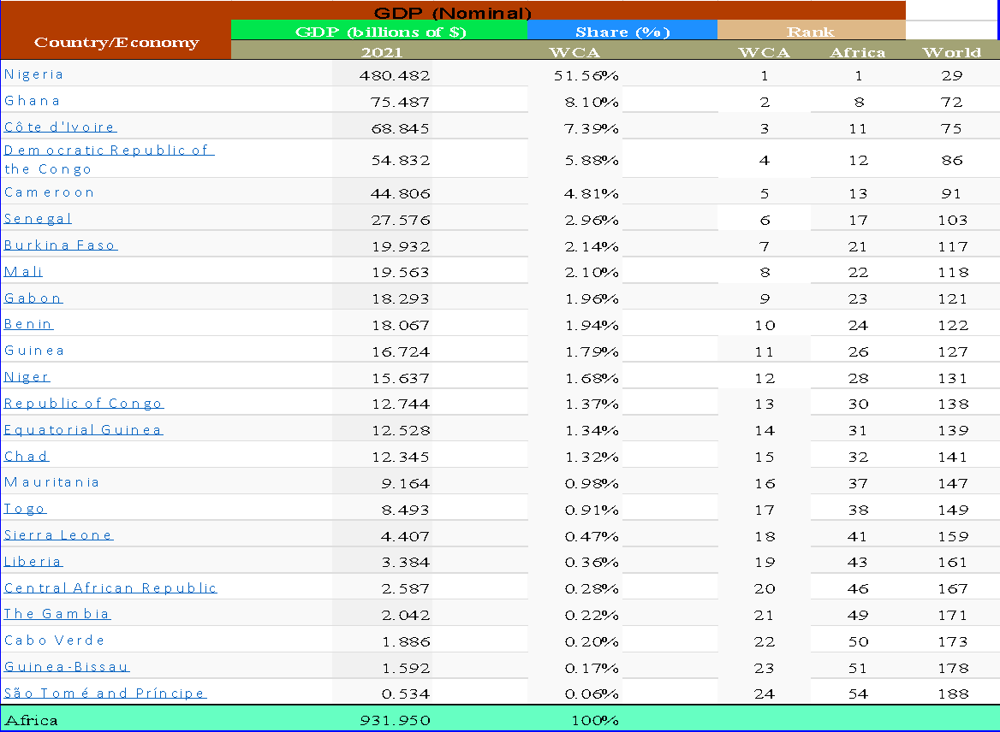 GDP (Nominal)
Country/Economy GDP (billions of $) Share (%) Rank
2021 WCA WCA Africa World
Nigeria 480.482 51.56% 1 1 29
Ghana 75.487 8.10% 2 8 72
Côte d'Ivoire 68.845 7.39% 3 11 75
Democratic Republic of
the Congo 54.832 5.88% 4 12 86
Cameroon 44.806 4.81% 5 13 91
Senegal 27.576 2.96% 6 17 103
Burkina Faso 19.932 2.14% 7 21 117
Mali 19.563 2.10% 8 22 118
Gabon 18.293 1.96% 9 23 121
Benin 18.067 1.94% 10 24 122
Guinea 16.724 1.79% 11 26 127
Niger 15.637 1.68% 12 28 131
Republic of Congo 12.744 1.37% 13 30 138
Equatorial Guinea 12.528 1.34% 14 31 139
Chad 12.345 1.32% 15 32 141
Mauritania 9.164 0.98% 16 37 147
Togo 8.493 0.91% 17 38 149
Sierra Leone 4.407 0.47% 18 41 159
Liberia 3.384 0.36% 19 43 161
Central African Republic 2.587 0.28% 20 46 167
The Gambia 2.042 0.22% 21 49 171
Cabo Verde 1.886 0.20% 22 50 173
Guinea-Bissau 1.592 0.17% 23 51 178
São Tomé and Príncipe 0.534 0.06% 24 54 188
Africa 931.950 100%